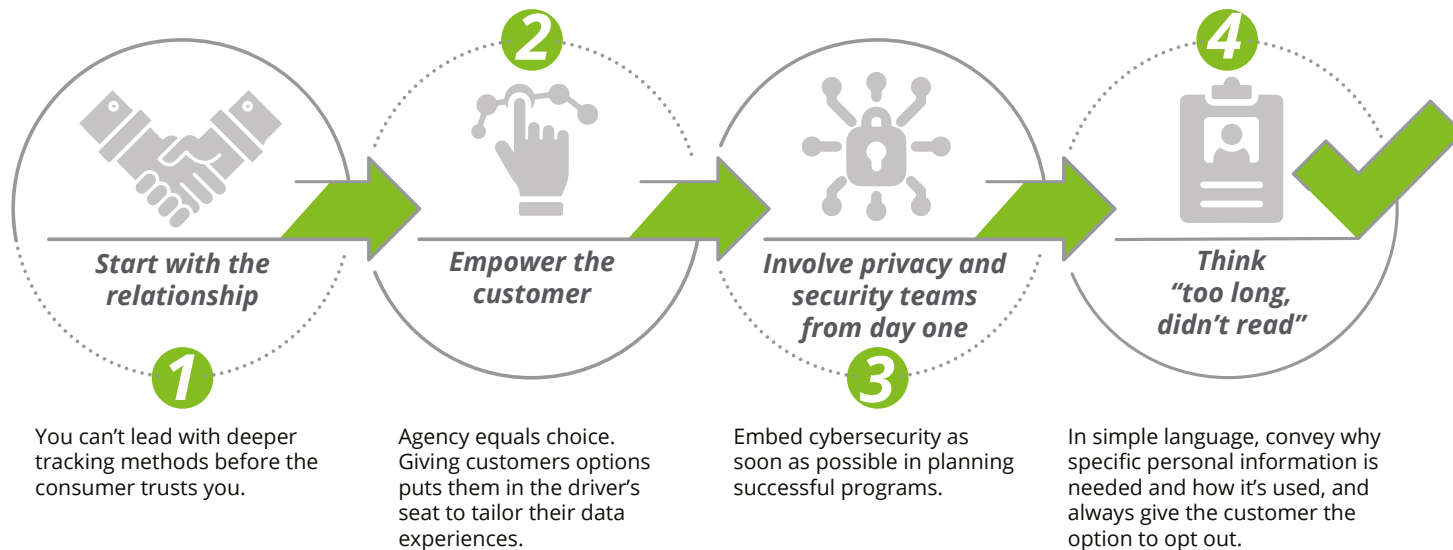 1
Start with the
relationship
You can’t lead with deeper
tracking methods before the
consumer trusts you.
2
Empower the
customer
Agency equals choice.
Giving customers options
puts them in the driver’s
seat to tailor their data
experiences.
3
Involve privacy and
security teams
from day one
Embed cybersecurity as
soon as possible in planning
successful programs.
4
Think
“too long,
didn’t read”
In simple language, convey why
specific personal information is
needed and how it’s used, and
always give the customer the
option to opt out.